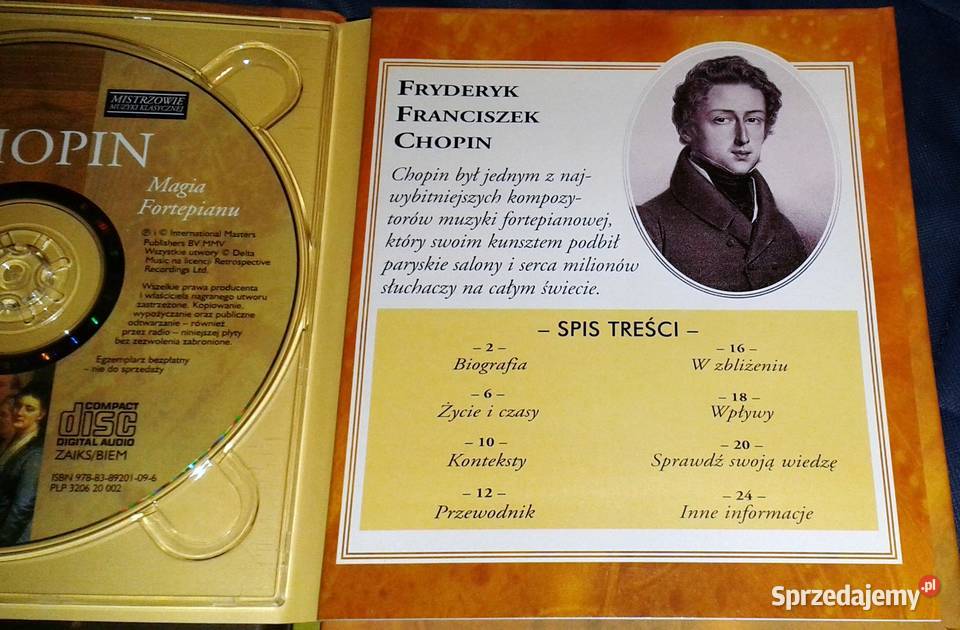 MISTRZOWIE
MUZYKI KLASYCZNEJ
HOPIN
Magia
Fortepianu
℗ i © International Masters
Publishers BV MMV
Wszystkie utwory © Delta
Music na licencji Retrospective
Recordings Ltd.
Wszelkie prawa producenta
i właściciela nagranego utworu
zastrzeżone. Kopiowanie,
wypożyczanie oraz publiczne
odtwarzanie – również
przez radio – niniejszej płyty
bez zezwolenia zabronione.
Egzemplarz bezpłatny
– nie do sprzedaży
COMPACT
disc
DIGITAL AUDIO
ZAIKS/BIEM
ISBN 978-83-89201-09-6
PLP 3206 20 002
FRYDERYK
FRANCISZEK
CHOPIN
Chopin był jednym z naj-
wybitniejszych kompozy-
torów muzyki fortepianowej,
który swoim kunsztem podbił
paryskie salony i serca milionów
słuchaczy na całym świecie.
– SPIS TREŚCI –
– 2 –
Biografia
– 6 –
Życie i czasy
– 10 –
Konteksty
– 12 –
Przewodnik
– 16 –
W zbliżeniu
– 18 –
Wpływy
– 20 –
Sprawdź swoją wiedzę
– 24 –
Inne informacje
Sprzedajemy.pl